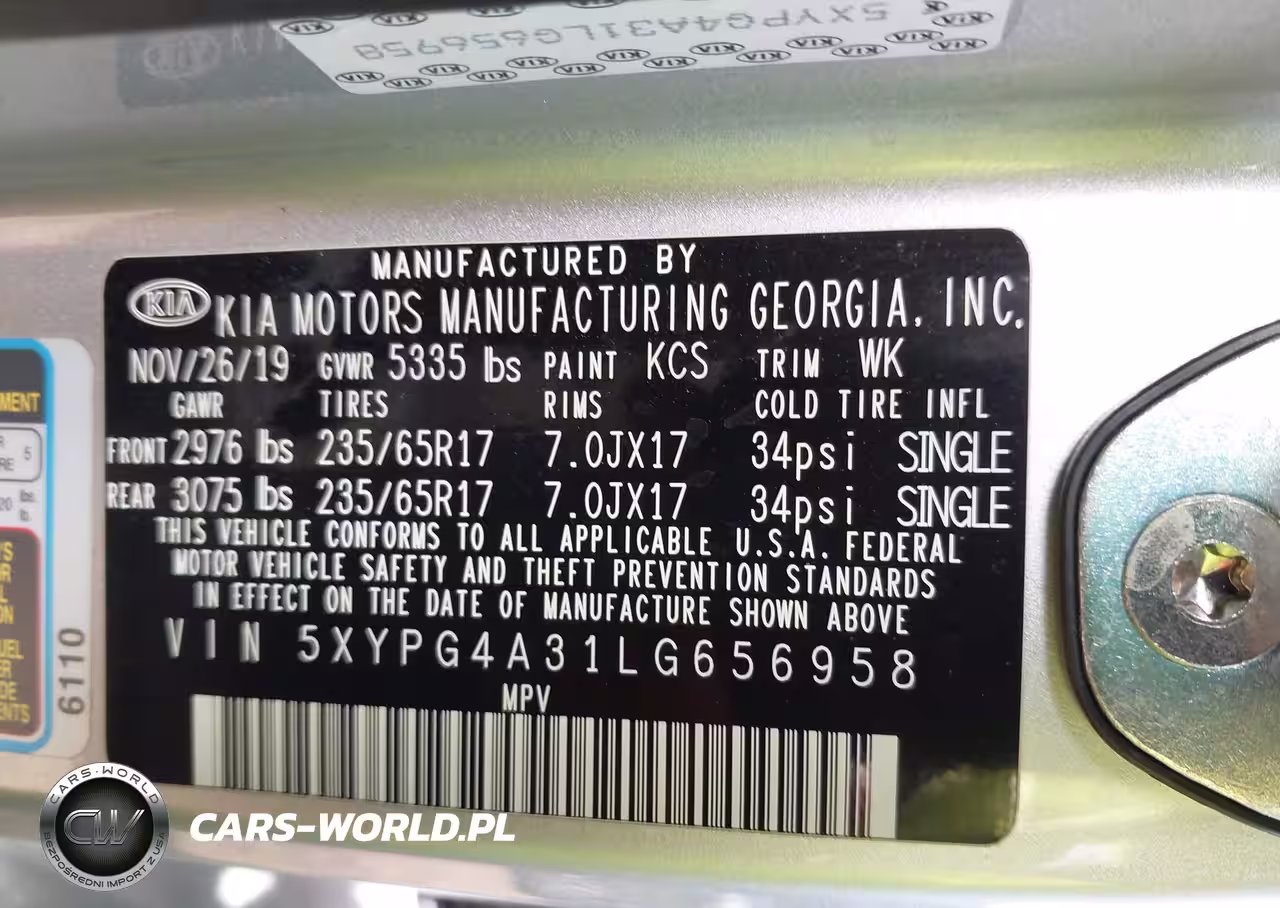 5XYPG4A31LG656958
KIA
MANUFACTURED BY
KIA KIA MOTORS MANUFACTURING GEORGIA, INC.
NOV/26/19 GVWR 5335 lbs PAINT KCS TRIM WK
GAWR TIRES RIMS COLD TIRE INFL
FRONT 2976 lbs 235/65R17 7.0JX17 34psi SINGLE
REAR 3075 lbs 235/65R17 7.0JX17 34psi SINGLE
THIS VEHICLE CONFORMS TO ALL APPLICABLE U.S.A. FEDERAL
MOTOR VEHICLE SAFETY AND THEFT PREVENTION STANDARDS
IN EFFECT ON THE DATE OF MANUFACTURE SHOWN ABOVE
VIN 5XYPG4A31LG656958
MPV
6110
CARS-WORLD
CW
BEZPOŚREDNI IMPORT Z USA
CARS-WORLD.PL